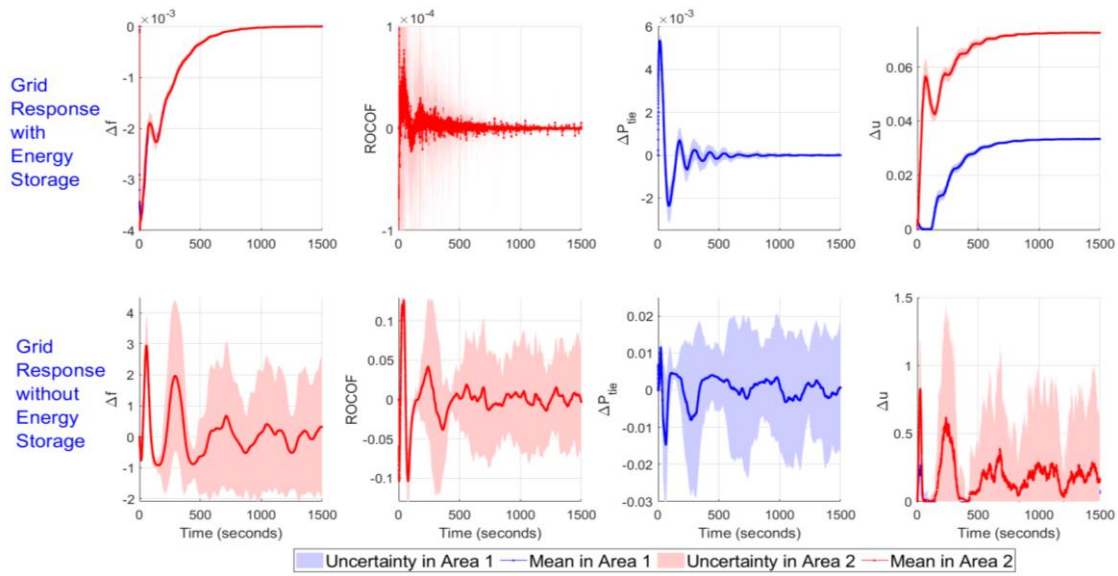 Grid
Response
with
Energy
Storage
×10⁻³
Δf
0
-1
-2
-3
-4
0 500 1000 1500
×10⁻⁴
ROCOF
1
0
-1
0 500 1000 1500
×10⁻³
ΔP_tie
6
4
2
0
-2
0 500 1000 1500
Δu
0.06
0.04
0.02
0
0 500 1000 1500
Grid
Response
without
Energy
Storage
Δf
4
3
2
1
0
-1
-2
0 500 1000 1500
Time (seconds)
ROCOF
0.1
0.05
0
-0.05
-0.1
0 500 1000 1500
Time (seconds)
ΔP_tie
0.02
0.01
0
-0.01
-0.02
-0.03
0 500 1000 1500
Time (seconds)
Δu
1.5
1
0.5
0
0 500 1000 1500
Time (seconds)
Uncertainty in Area 1 Mean in Area 1 Uncertainty in Area 2 Mean in Area 2